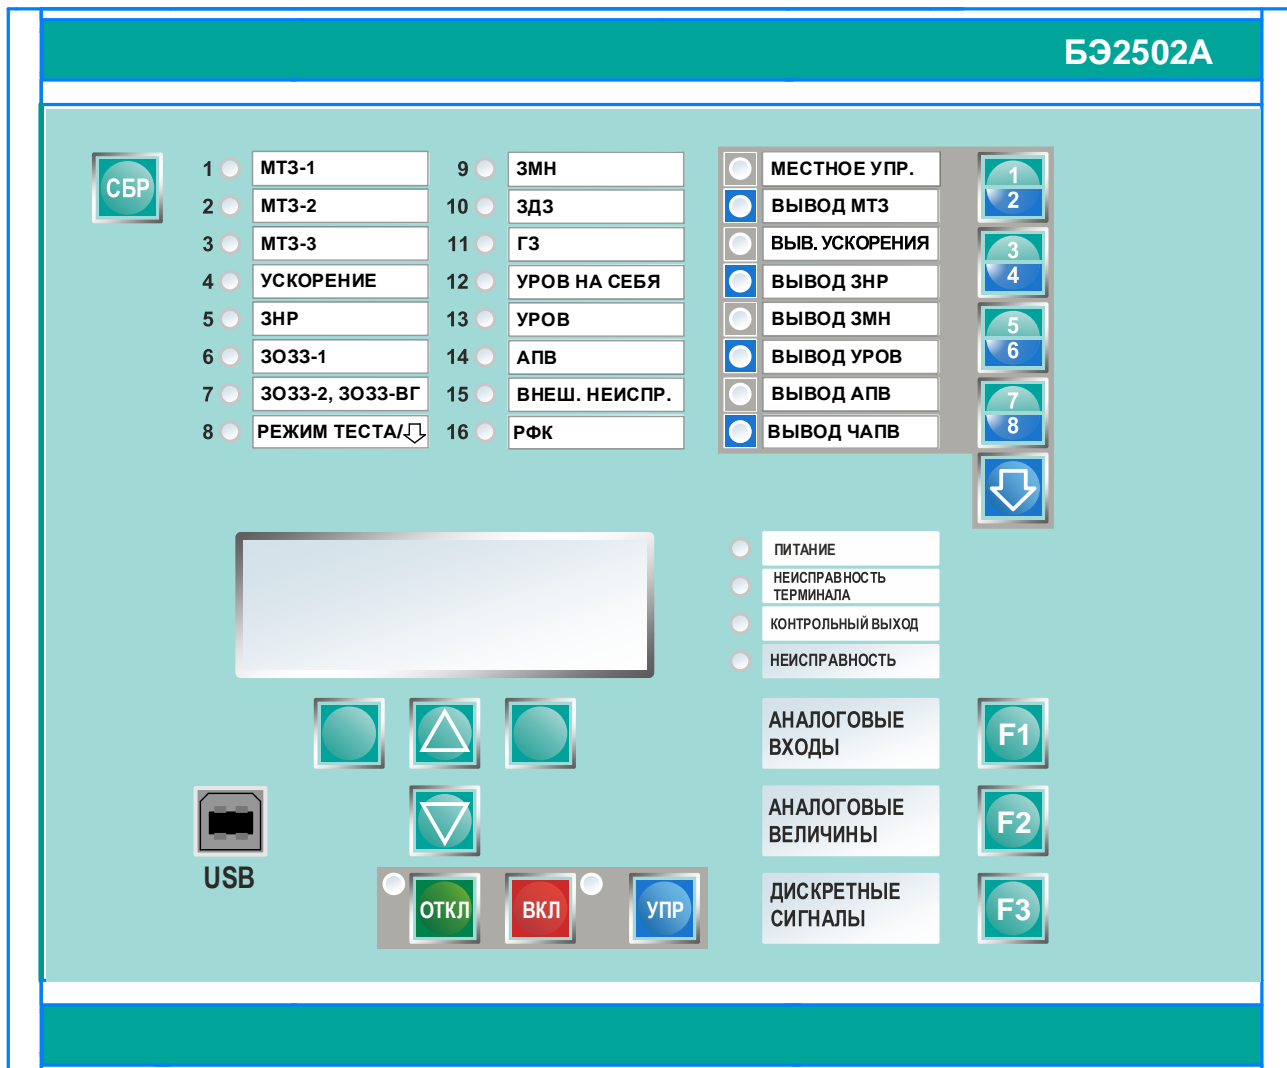 БЭ2502А
СБР
1 МТЗ-1
2 МТЗ-2
3 МТЗ-3
4 УСКОРЕНИЕ
5 ЗНР
6 ЗОЗЗ-1
7 ЗОЗЗ-2, ЗОЗЗ-ВГ
8 РЕЖИМ ТЕСТА/
9 ЗМН
10 ЗДЗ
11 ГЗ
12 УРОВ НА СЕБЯ
13 УРОВ
14 АПВ
15 ВНЕШ. НЕИСПР.
16 РФК
МЕСТНОЕ УПР.
ВЫВОД МТЗ
ВЫВ. УСКОРЕНИЯ
ВЫВОД ЗНР
ВЫВОД ЗМН
ВЫВОД УРОВ
ВЫВОД АПВ
ВЫВОД ЧАПВ
1
2
3
4
5
6
7
8
ПИТАНИЕ
НЕИСПРАВНОСТЬ
ТЕРМИНАЛА
КОНТРОЛЬНЫЙ ВЫХОД
НЕИСПРАВНОСТЬ
АНАЛОГОВЫЕ
ВХОДЫ
F1
АНАЛОГОВЫЕ
ВЕЛИЧИНЫ
F2
ДИСКРЕТНЫЕ
СИГНАЛЫ
F3
USB
ОТКЛ
ВКЛ
УПР